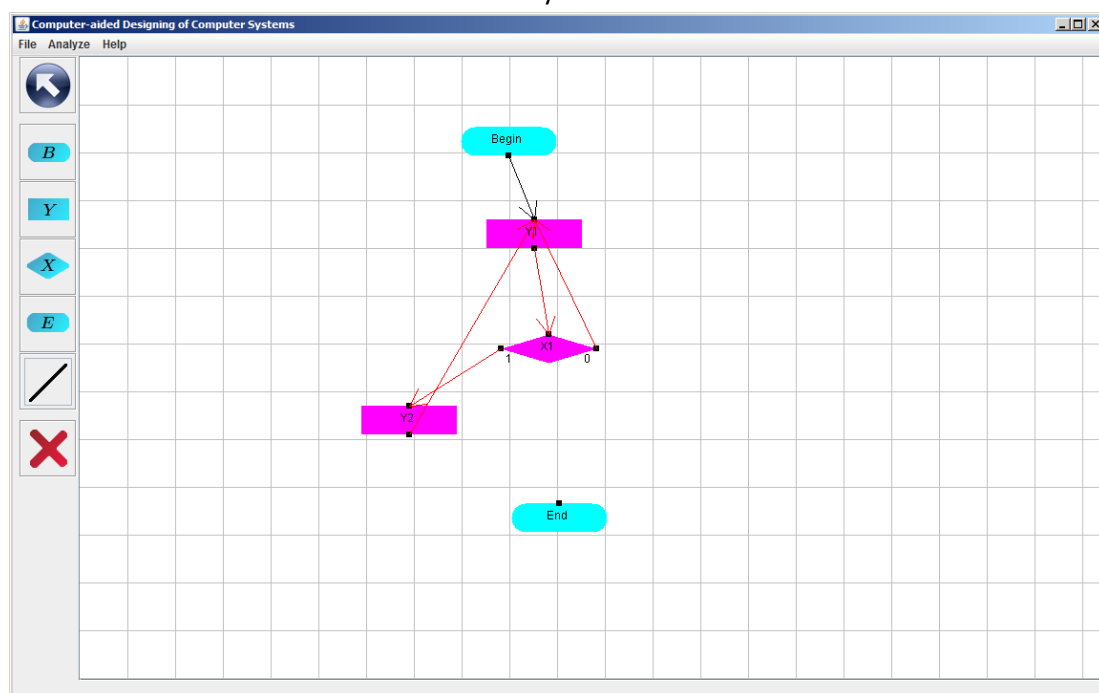 Computer-aided Designing of Computer Systems
File Analyze Help
B
Y
X
E
Begin
Y1
X1
1 0
Y2
End